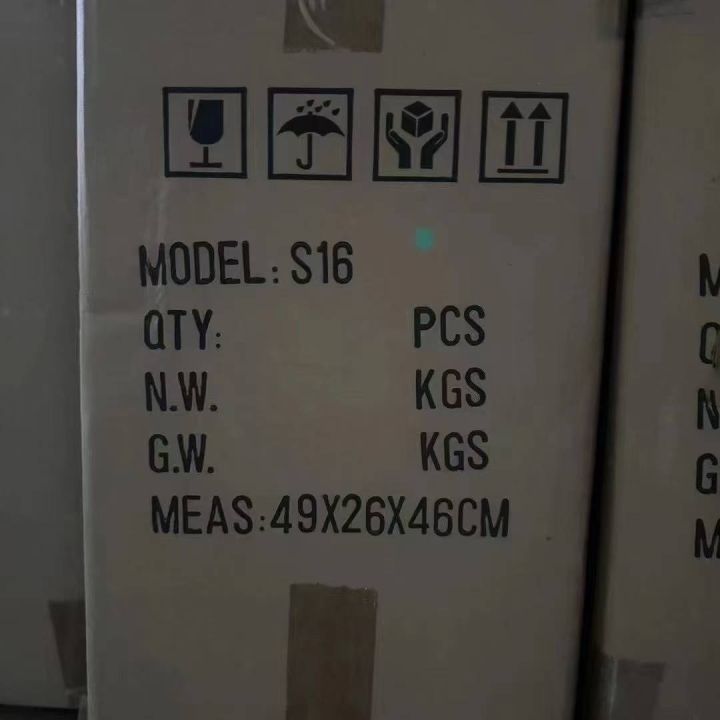 MODEL: S16
QTY: PCS
N.W. KGS
G.W. KGS
MEAS:49X26X46CM
M
Q
N
G
M